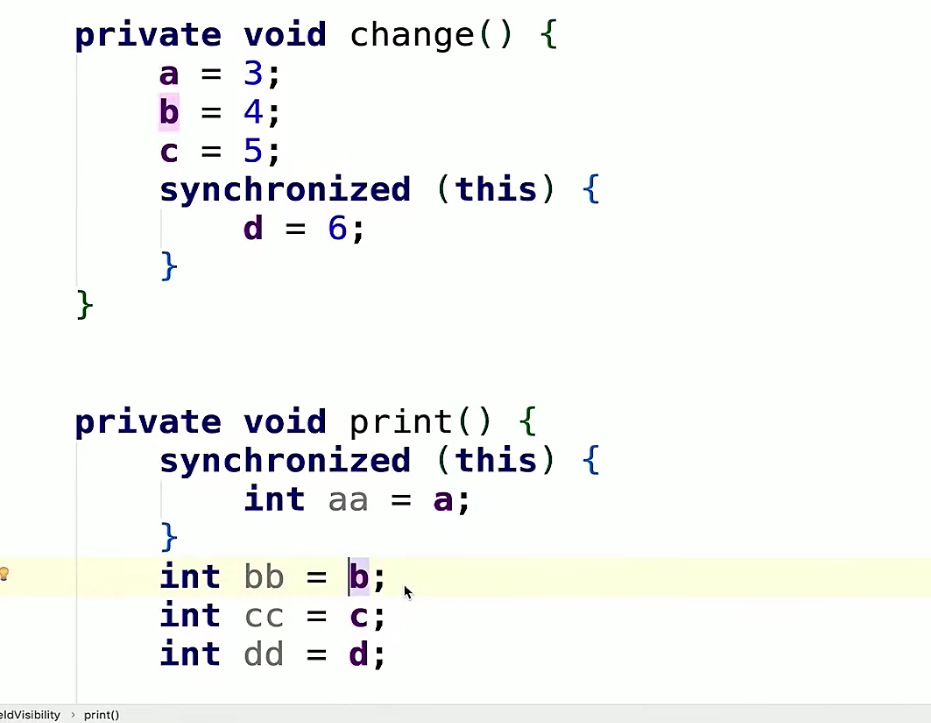 private void change() {
a = 3;
b = 4;
c = 5;
synchronized (this) {
d = 6;
}
}
private void print() {
synchronized (this) {
int aa = a;
}
int bb = b;
int cc = c;
int dd = d;
eldVisibility › print()